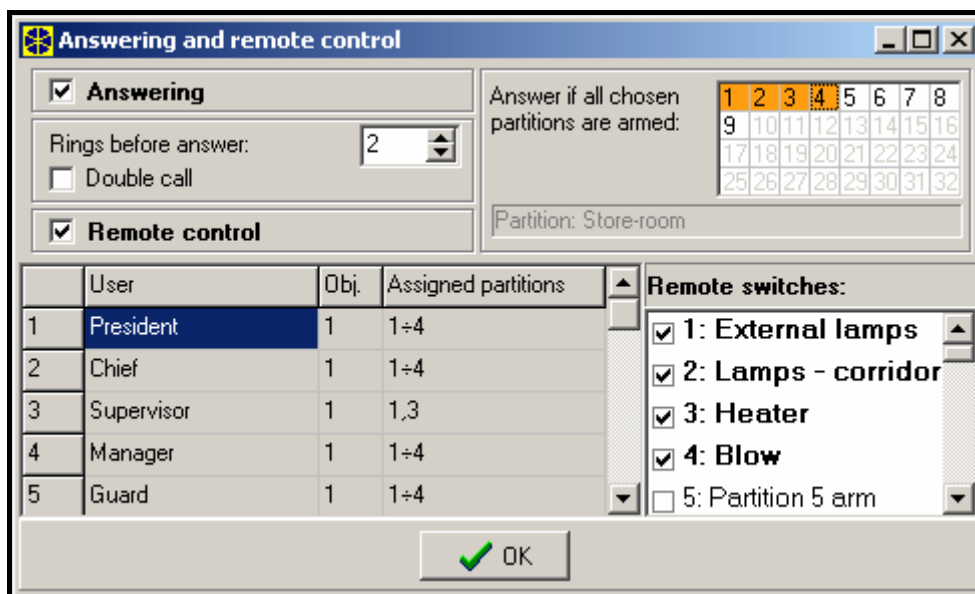 Answering and remote control
Answering
Rings before answer: 2
Double call
Remote control
Answer if all chosen
partitions are armed:
1 2 3 4 5 6 7 8
9 10 11 12 13 14 15 16
17 18 19 20 21 22 23 24
25 26 27 28 29 30 31 32
Partition: Store-room
User Obj. Assigned partitions
1 President 1 1÷4
2 Chief 1 1÷4
3 Supervisor 1 1,3
4 Manager 1 1÷4
5 Guard 1 1÷4
Remote switches:
1: External lamps
2: Lamps - corridor
3: Heater
4: Blow
5: Partition 5 arm
OK